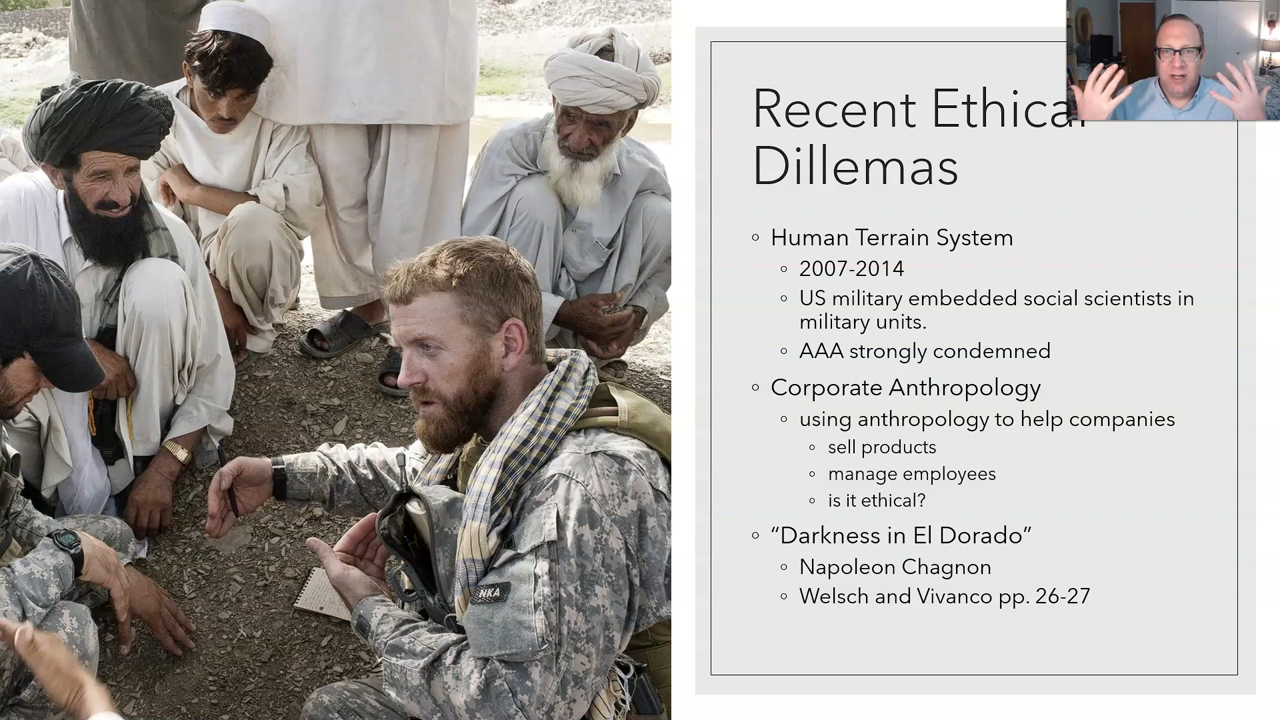 Recent Ethical
Dillemas
Human Terrain System
2007-2014
US military embedded social scientists in
military units.
AAA strongly condemned
Corporate Anthropology
using anthropology to help companies
sell products
manage employees
is it ethical?
“Darkness in El Dorado”
Napoleon Chagnon
Welsch and Vivanco pp. 26-27
NKA